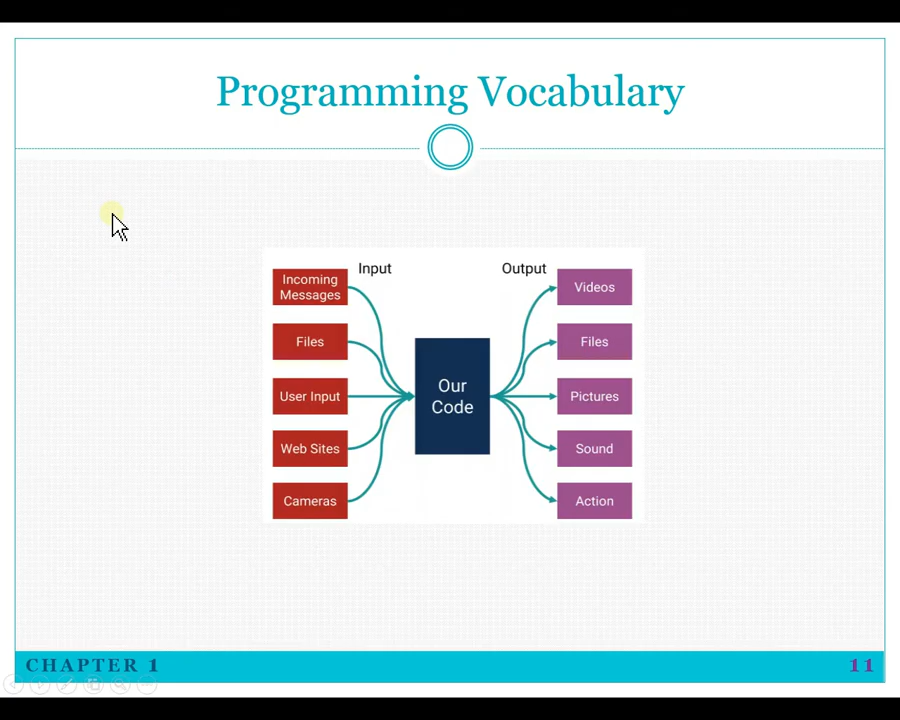 Programming Vocabulary
Input
Output
Incoming
Messages
Files
User Input
Web Sites
Cameras
Our
Code
Videos
Files
Pictures
Sound
Action
CHAPTER 1
11